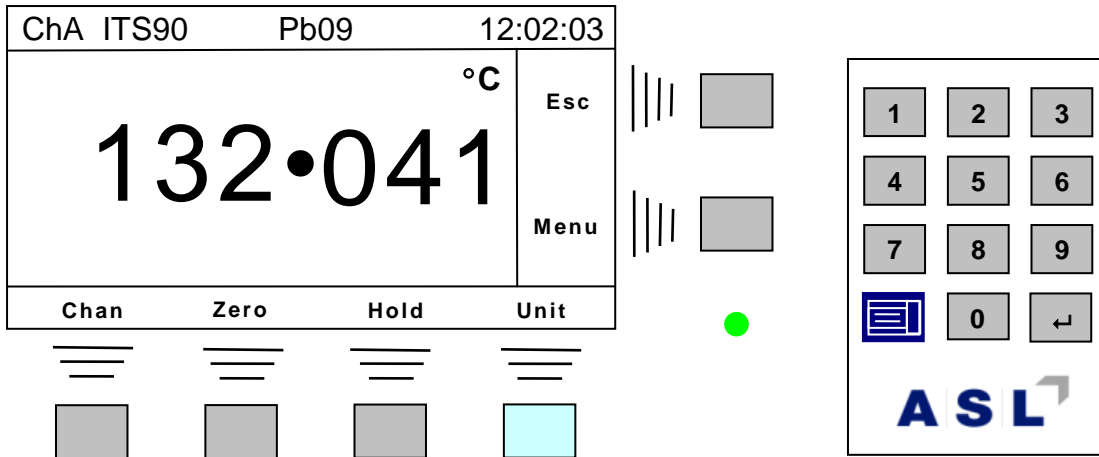 ChA ITS90 Pb09 12:02:03
°C
132•041
Esc
Menu
Chan Zero Hold Unit
1 2 3
4 5 6
7 8 9
0 ↵
ASL